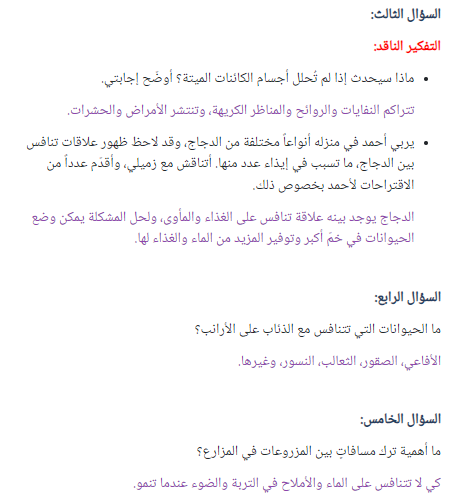 السؤال الثالث:
التفكير الناقد:
ماذا سيحدث إذا لم تُحلل أجسام الكائنات الميتة؟ أوضّح إجابتي.
تتراكم النفايات والروائح والمناظر الكريهة، وتنتشر الأمراض والحشرات.
يربي أحمد في منزله أنواعاً مختلفة من الدجاج، وقد لاحظ ظهور علاقات تنافس
بين الدجاج، ما تسبب في إيذاء عدد منها. أتناقش مع زميلي، وأقدّم عدداً من
الاقتراحات لأحمد بخصوص ذلك.
الدجاج يوجد بينه علاقة تنافس على الغذاء والمأوى، ولحل المشكلة يمكن وضع
الحيوانات في خمّ أكبر وتوفير المزيد من الماء والغذاء لها.
السؤال الرابع:
ما الحيوانات التي تتنافس مع الذئاب على الأرانب؟
الأفاعي، الصقور، الثعالب، النسور، وغيرها.
السؤال الخامس:
ما أهمية ترك مسافاتٍ بين المزروعات في المزارع؟
كي لا تتنافس على الماء والأملاح في التربة والضوء عندما تنمو.